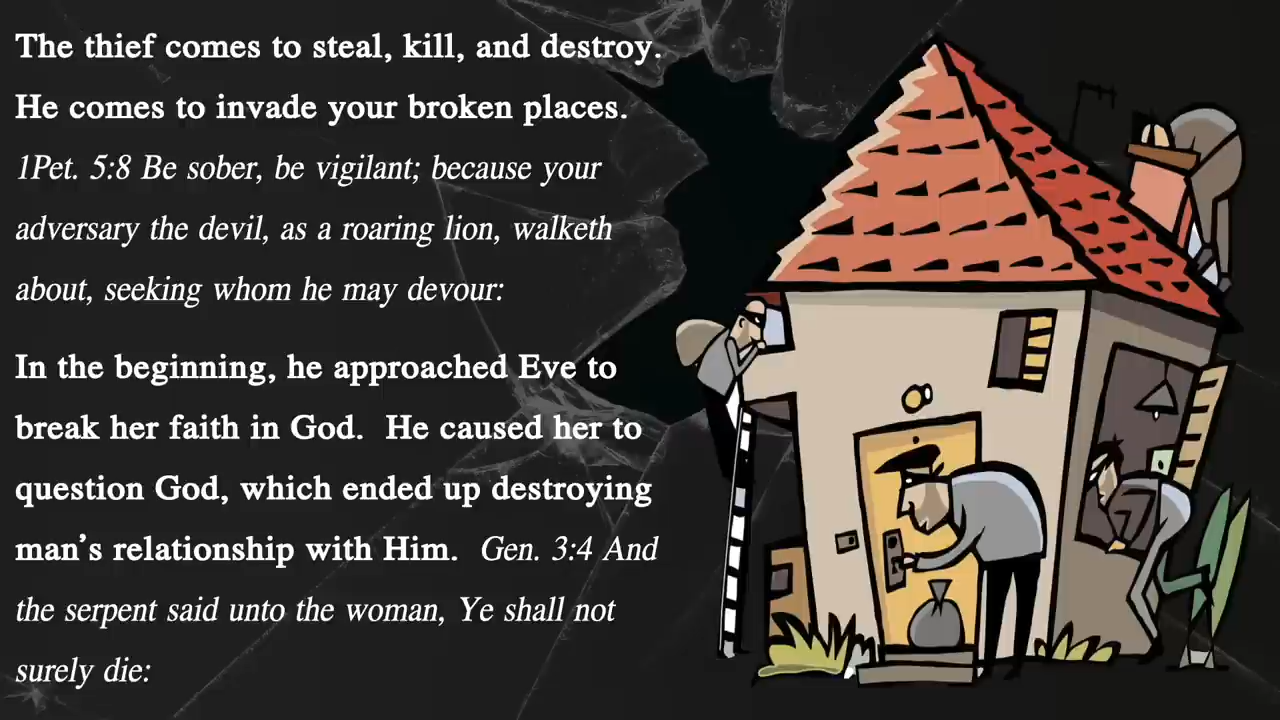 The thief comes to steal, kill, and destroy.
He comes to invade your broken places.
1Pet. 5:8 Be sober, be vigilant; because your
adversary the devil, as a roaring lion, walketh
about, seeking whom he may devour:
In the beginning, he approached Eve to
break her faith in God.  He caused her to
question God, which ended up destroying
man’s relationship with Him.  Gen. 3:4 And
the serpent said unto the woman, Ye shall not
surely die: